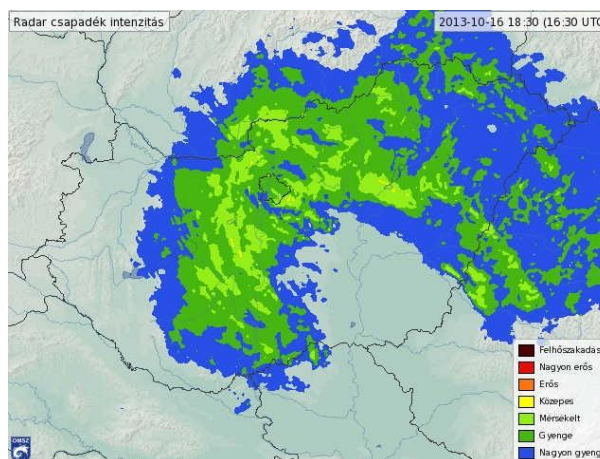 Radar csapadék intenzitás
2013-10-16 18:30 (16:30 UTC
Felhőszakadás
Nagyon erős
Erős
Közepes
Mérsékelt
Gyenge
Nagyon gyeng
OMSZ